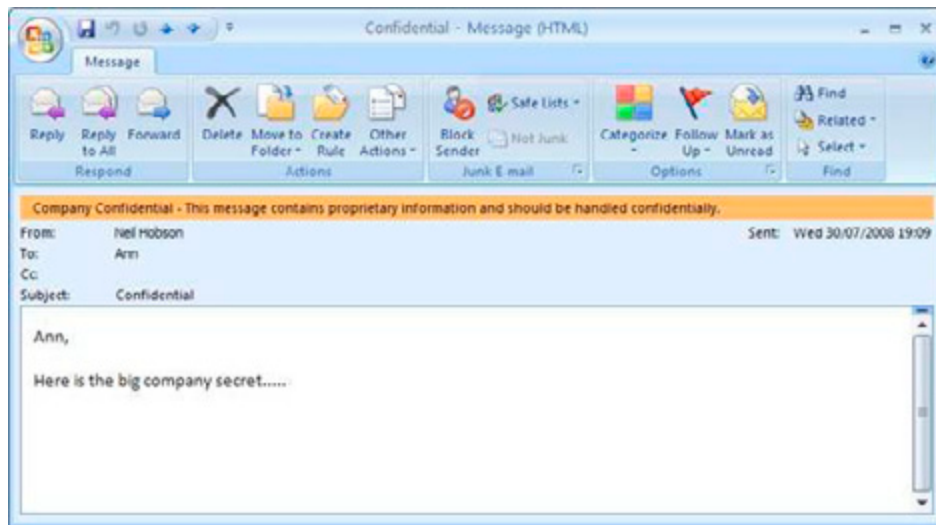 Confidential - Message (HTML)
Message
Reply
Reply to All
Forward
Respond
Delete
Move to Folder
Create Rule
Other Actions
Actions
Block Sender
Safe Lists
Not Junk
Junk E-mail
Categorize
Follow Up
Mark as Unread
Options
Find
Related
Select
Find
Company Confidential - This message contains proprietary information and should be handled confidentially.
From: Neil Hobson Sent: Wed 30/07/2008 19:09
To: Ann
Cc:
Subject: Confidential
Ann,
Here is the big company secret.....